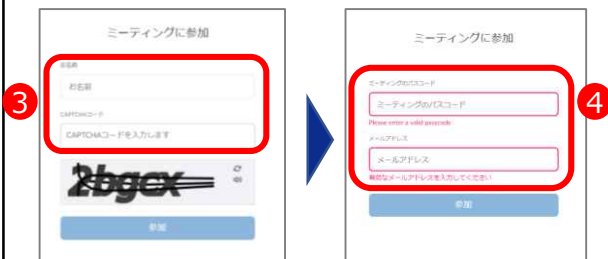 3
ミーティングに参加
お名前
お名前
CAPTCHAコード
CAPTCHAコードを入力します
2bgcx
参加
4
ミーティングに参加
ミーティングのパスコード
ミーティングのパスコード
Please enter a valid passcode
メールアドレス
メールアドレス
有効なメールアドレスを入力してください
参加